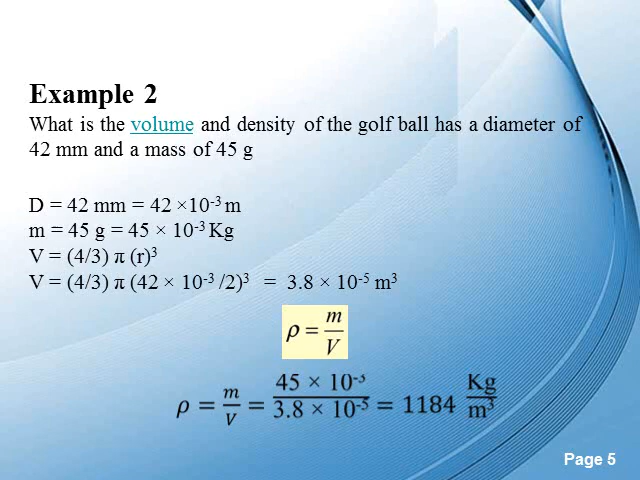 Example 2
What is the volume and density of the golf ball has a diameter of
42 mm and a mass of 45 g
D = 42 mm = 42 ×10⁻³ m
m = 45 g = 45 × 10⁻³ Kg
V = (4/3) π (r)³
V = (4/3) π (42 × 10⁻³ /2)³ = 3.8 × 10⁻⁵ m³
ρ = m/V
ρ = m/V = 45 × 10⁻³ / 3.8 × 10⁻⁵ = 1184 Kg/m³
Page 5